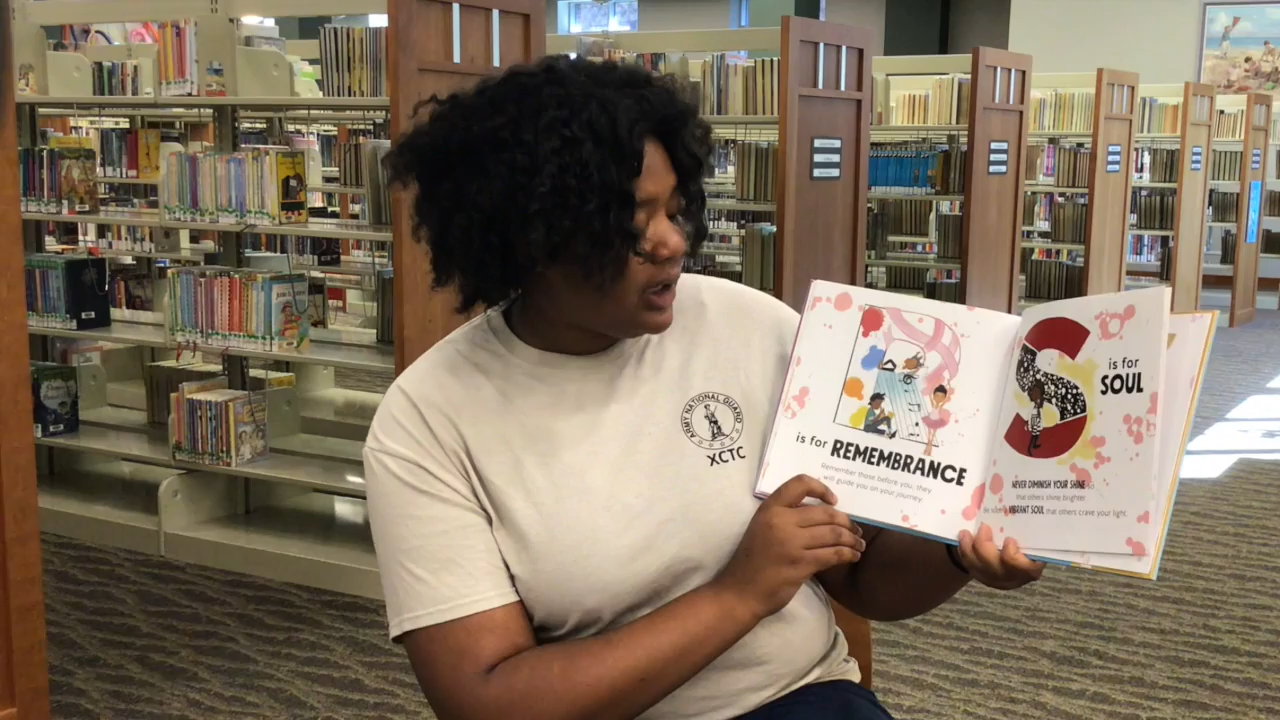 ARMY NATIONAL GUARD
XCTC
is for REMEMBRANCE
Remember those before you; they
will guide you on your journey.
S
is for
SOUL
NEVER DIMINISH YOUR SHINE so
that others shine brighter.
VIBRANT SOUL that others crave your light.